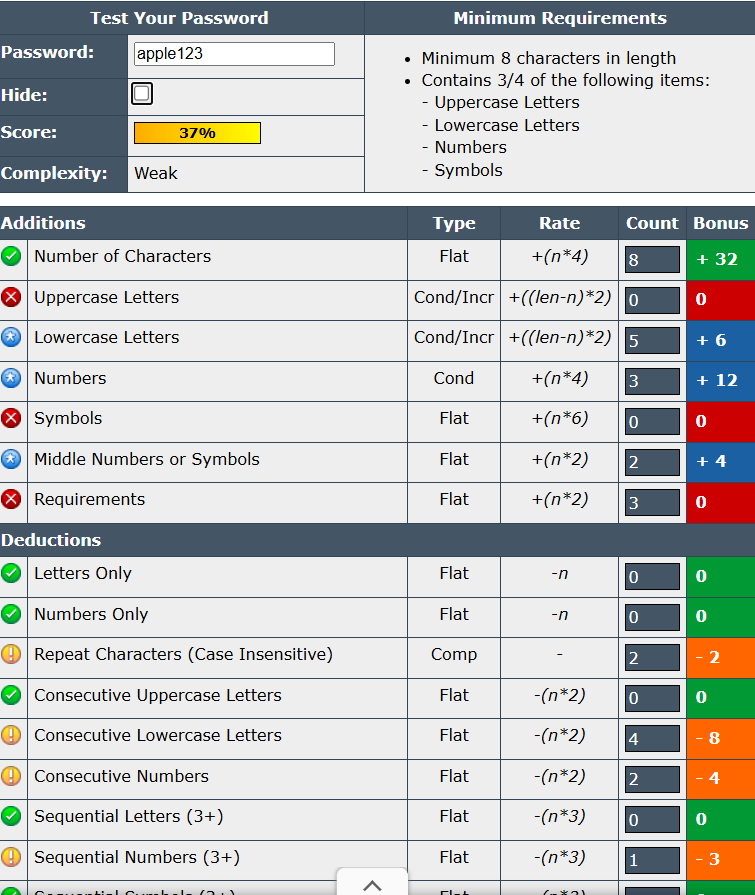 Test Your Password Minimum Requirements
Password: apple123
• Minimum 8 characters in length
• Contains 3/4 of the following items:
Hide:
- Uppercase Letters
- Lowercase Letters
Score: 37%
- Numbers
Complexity: Weak
- Symbols
Additions Type Rate Count Bonus
Number of Characters Flat +(n*4) 8 + 32
Uppercase Letters Cond/Incr +((len-n)*2) 0 0
Lowercase Letters Cond/Incr +((len-n)*2) 5 + 6
Numbers Cond +(n*4) 3 + 12
Symbols Flat +(n*6) 0 0
Middle Numbers or Symbols Flat +(n*2) 2 + 4
Requirements Flat +(n*2) 3 0
Deductions
Letters Only Flat -n 0 0
Numbers Only Flat -n 0 0
Repeat Characters (Case Insensitive) Comp - 2 - 2
Consecutive Uppercase Letters Flat -(n*2) 0 0
Consecutive Lowercase Letters Flat -(n*2) 4 - 8
Consecutive Numbers Flat -(n*2) 2 - 4
Sequential Letters (3+) Flat -(n*3) 0 0
Sequential Numbers (3+) Flat -(n*3) 1 - 3